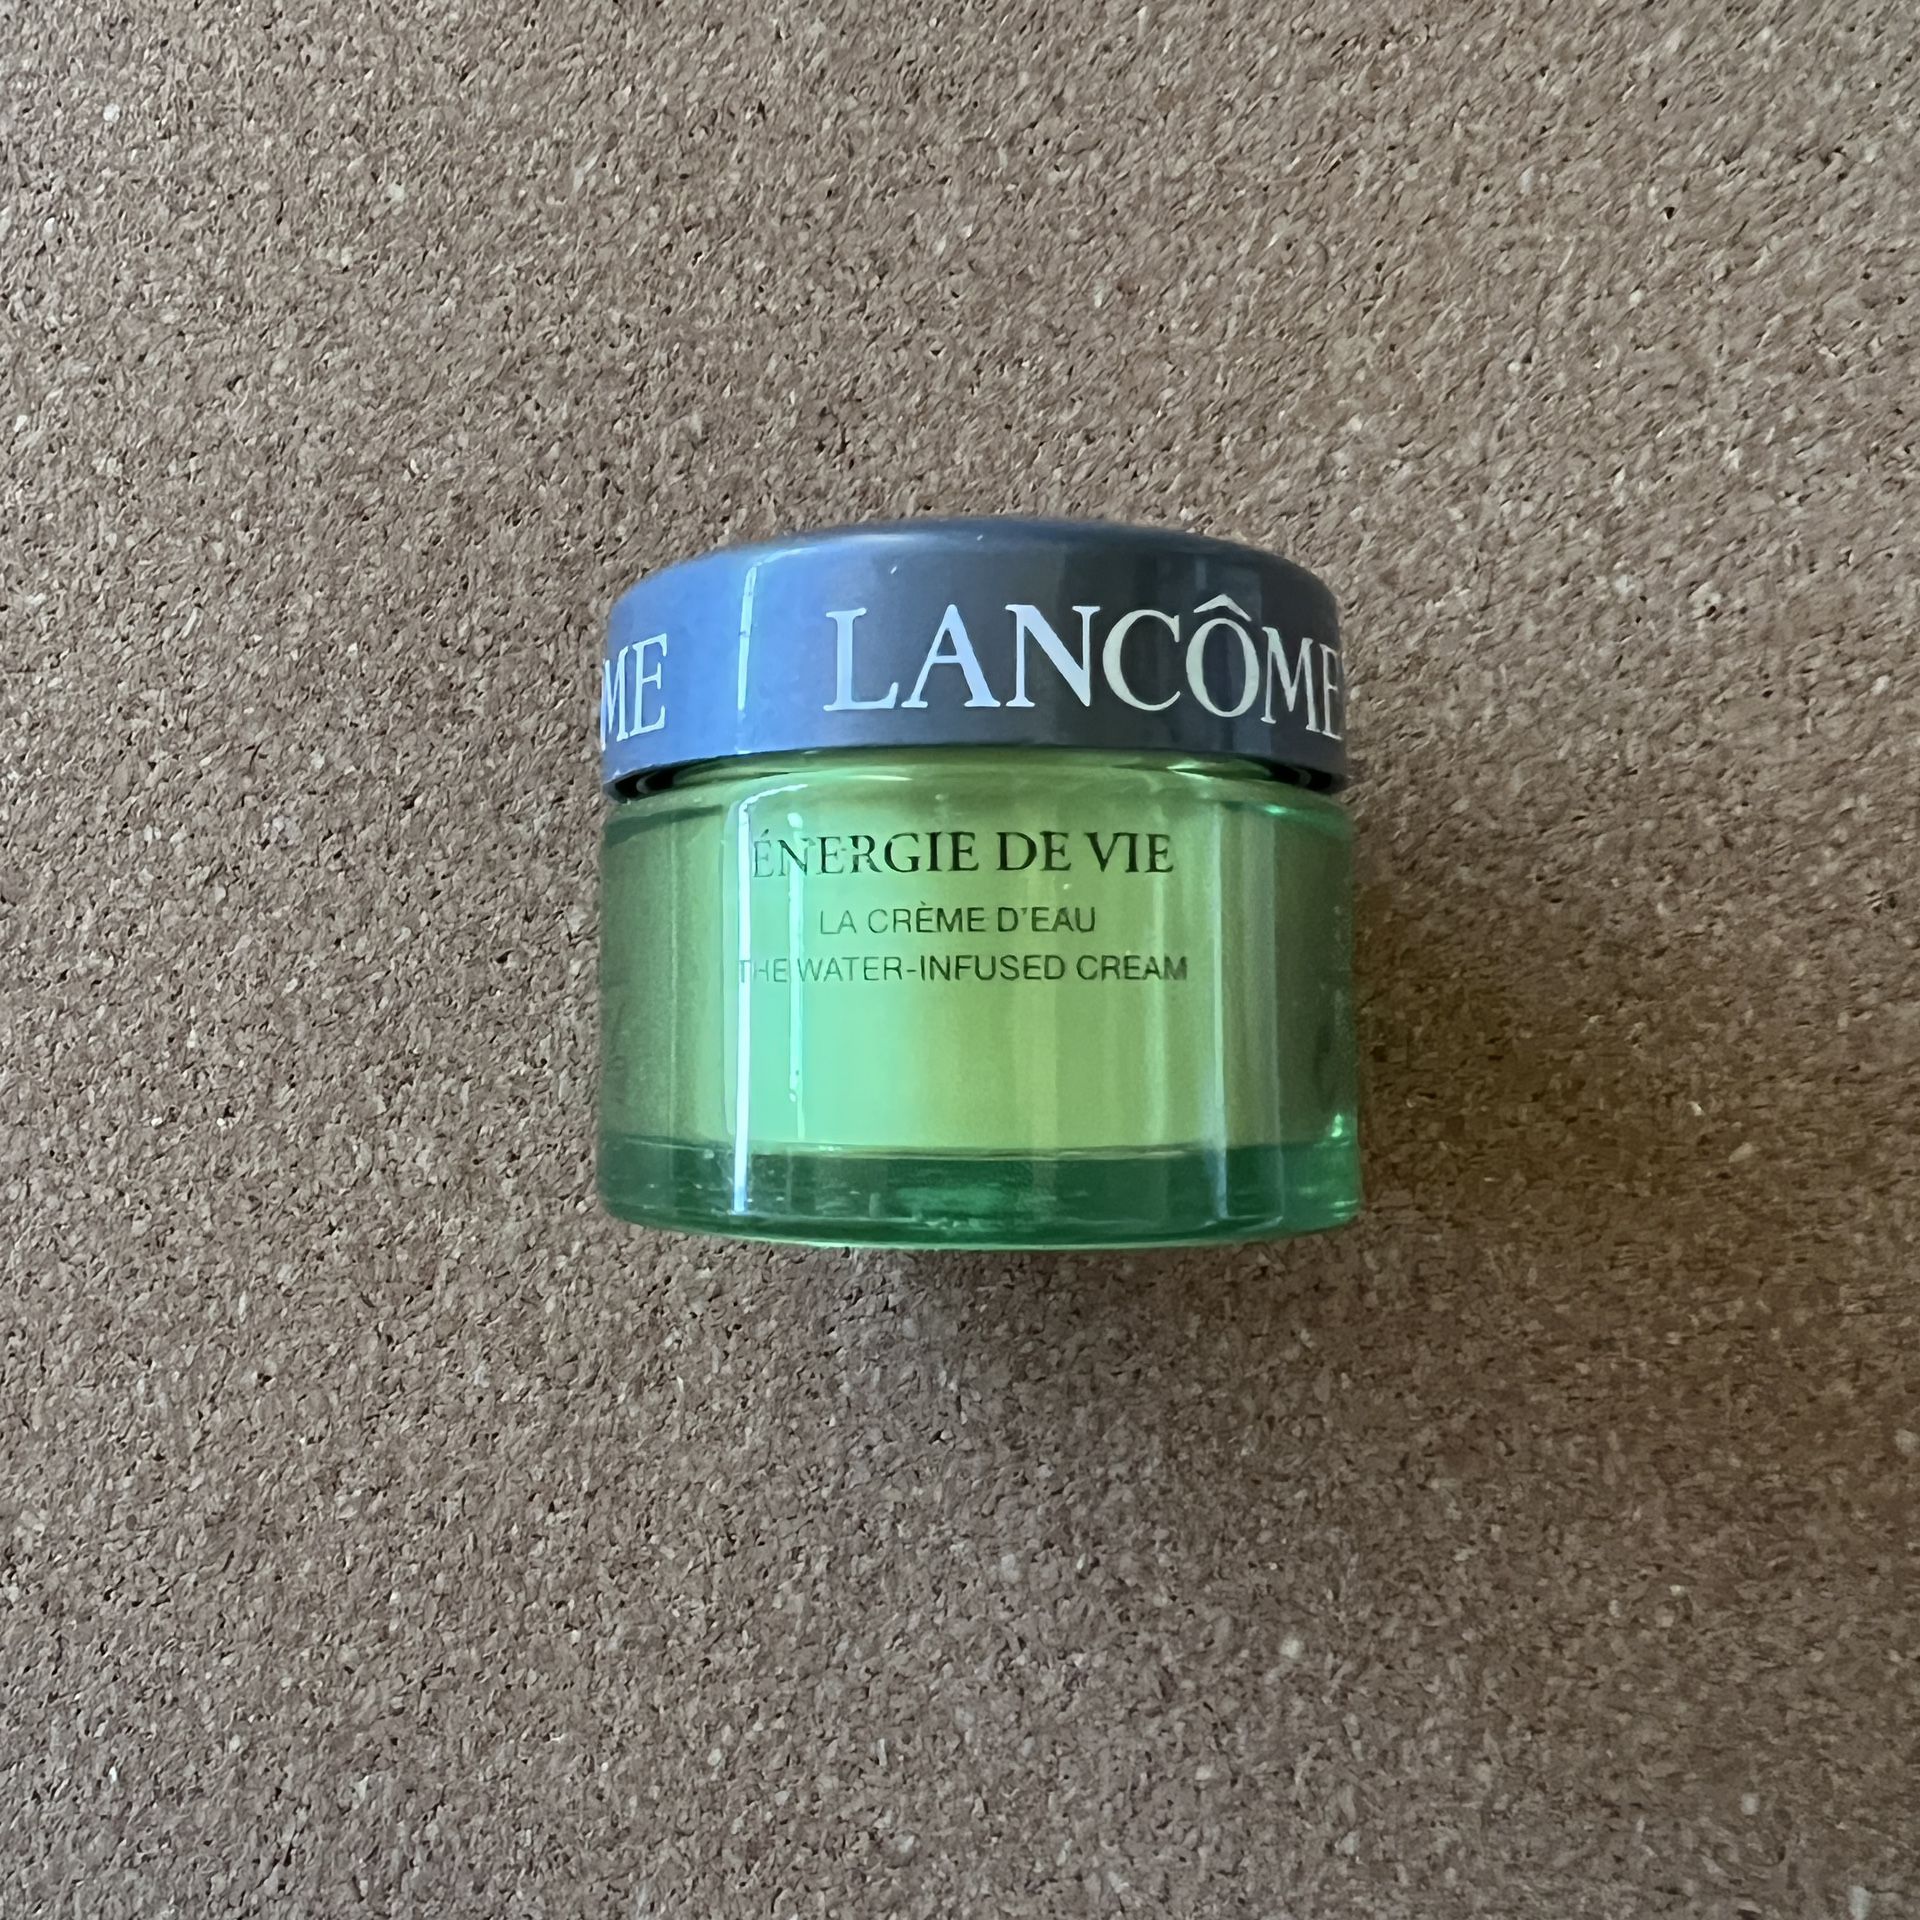 ME LANCÔME
ÉNERGIE DE VIE
LA CRÈME D'EAU
THE WATER-INFUSED CREAM